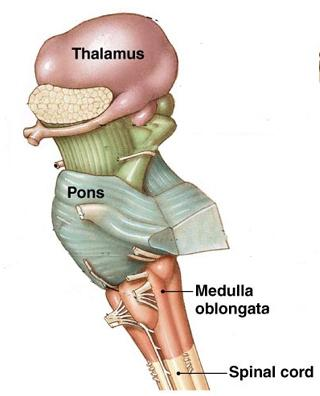 Thalamus
Pons
Medulla
oblongata
Spinal cord